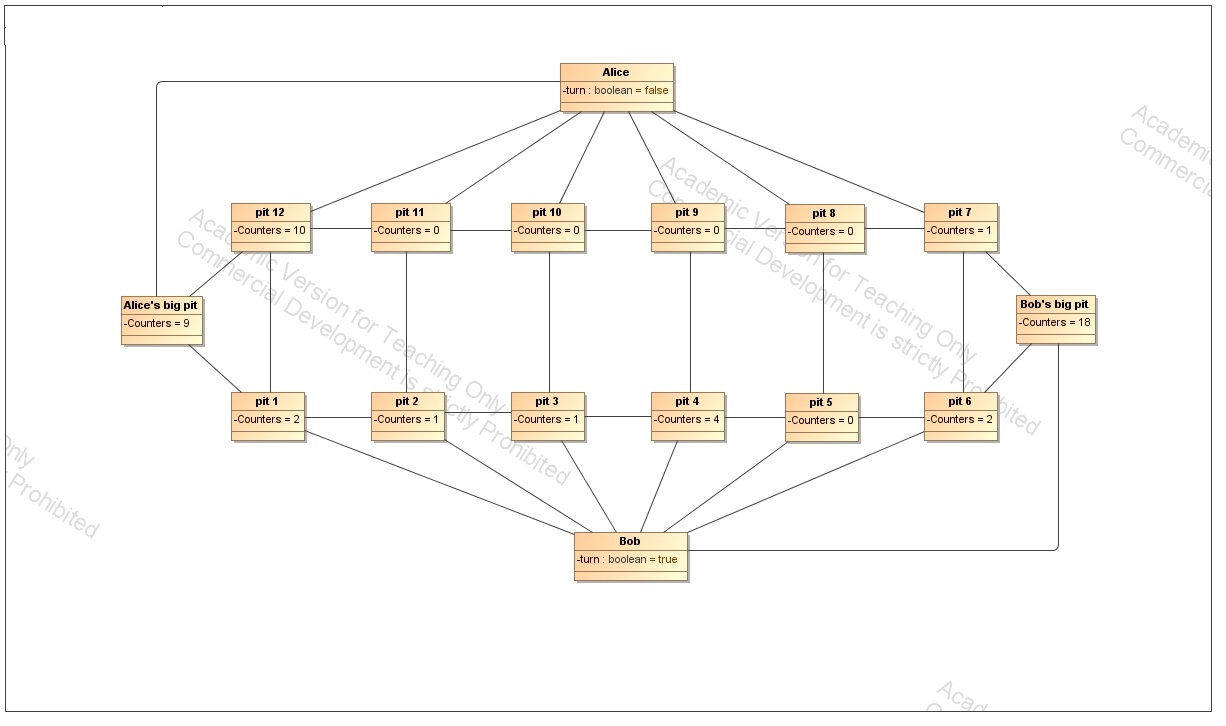 Alice
-turn : boolean = false
pit 12
-Counters = 10
pit 11
-Counters = 0
pit 10
-Counters = 0
pit 9
-Counters = 0
pit 8
-Counters = 0
pit 7
-Counters = 1
Alice's big pit
-Counters = 9
Bob's big pit
-Counters = 18
pit 1
-Counters = 2
pit 2
-Counters = 1
pit 3
-Counters = 1
pit 4
-Counters = 4
pit 5
-Counters = 0
pit 6
-Counters = 2
Bob
-turn : boolean = true
Academic Version for Teaching Only
Commercial Development is strictly Prohibited
Academic Version for Teaching Only
Commercial Development is strictly Prohibited
Academic
Commercial
Only
Prohibited
Acad